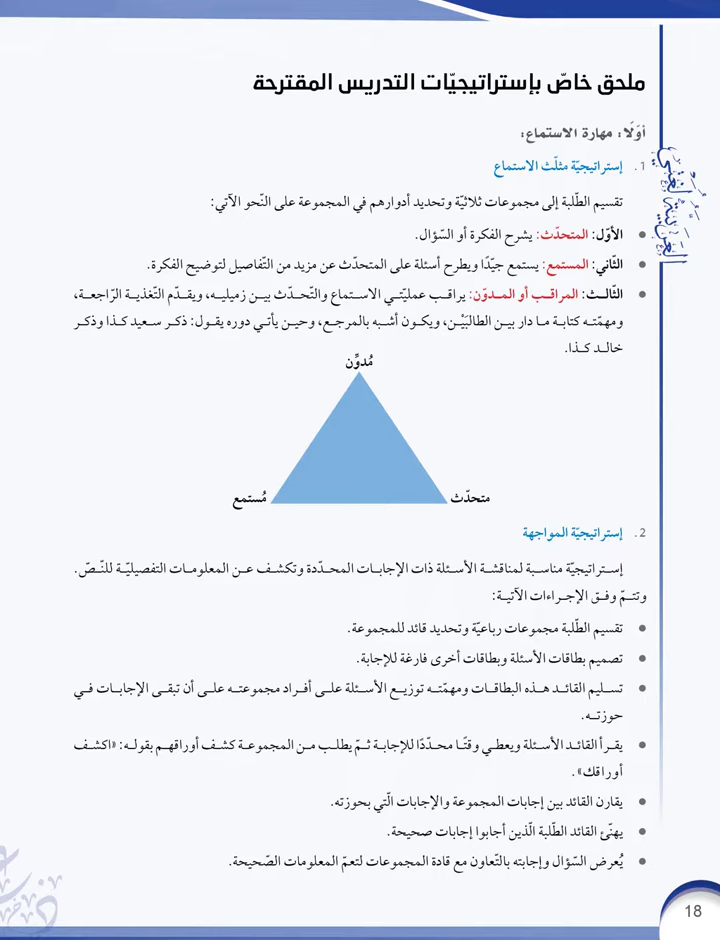 ملحق خاصّ بإستراتيجيّات التدريس المقترحة
أوّلًا: مهارة الاستماع:
1. إستراتيجيّة مثلّث الاستماع
تقسيم الطّلبة إلى مجموعات ثلاثيّة وتحديد أدوارهم في المجموعة على النّحو الآتي:
• الأوّل: المتحدّث: يشرح الفكرة أو السّؤال.
• الثّاني: المستمع: يستمع جيّدًا ويطرح أسئلة على المتحدّث عن مزيد من التّفاصيل لتوضيح الفكرة.
• الثّالث: المراقب أو المدوّن: يراقب عمليّتي الاستماع والتّحدّث بين زميليه، ويقدّم التّغذية الرّاجعة،
ومهمّته كتابة ما دار بين الطالبَيْن، ويكون أشبه بالمرجع، وحين يأتي دوره يقول: ذكر سعيد كذا وذكر
خالد كذا.
مُدوِّن
متحدّث
مُستمع
2. إستراتيجيّة المواجهة
إستراتيجيّة مناسبة لمناقشة الأسئلة ذات الإجابات المحدّدة وتكشف عن المعلومات التفصيليّة للنّصّ.
وتتمّ وفق الإجراءات الآتية:
• تقسيم الطّلبة مجموعات رباعيّة وتحديد قائد للمجموعة.
• تصميم بطاقات الأسئلة وبطاقات أخرى فارغة للإجابة.
• تسليم القائد هذه البطاقات ومهمّته توزيع الأسئلة على أفراد مجموعته على أن تبقى الإجابات في
حوزته.
• يقرأ القائد الأسئلة ويعطي وقتًا محدّدًا للإجابة ثمّ يطلب من المجموعة كشف أوراقهم بقوله: «اكشف
أوراقك».
• يقارن القائد بين إجابات المجموعة والإجابات الّتي بحوزته.
• يهنّئ القائد الطّلبة الّذين أجابوا إجابات صحيحة.
• يُعرض السّؤال وإجابته بالتّعاون مع قادة المجموعات لتعمّ المعلومات الصّحيحة.
18